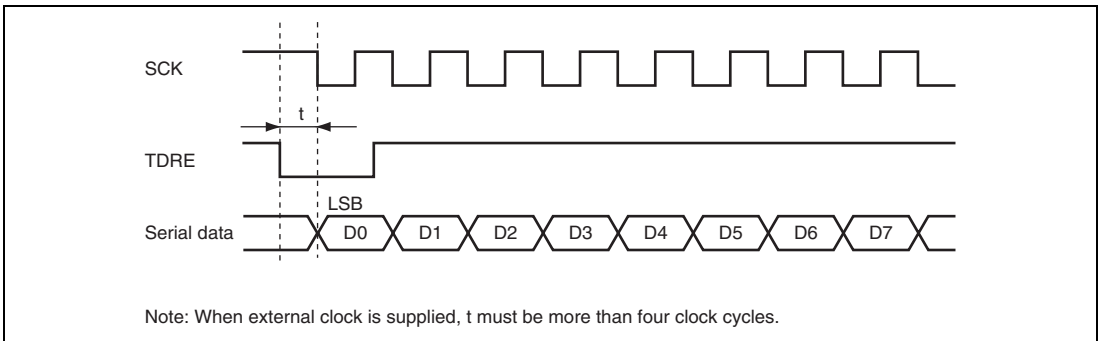 SCK
t
TDRE
LSB
Serial data D0 D1 D2 D3 D4 D5 D6 D7
Note: When external clock is supplied, t must be more than four clock cycles.